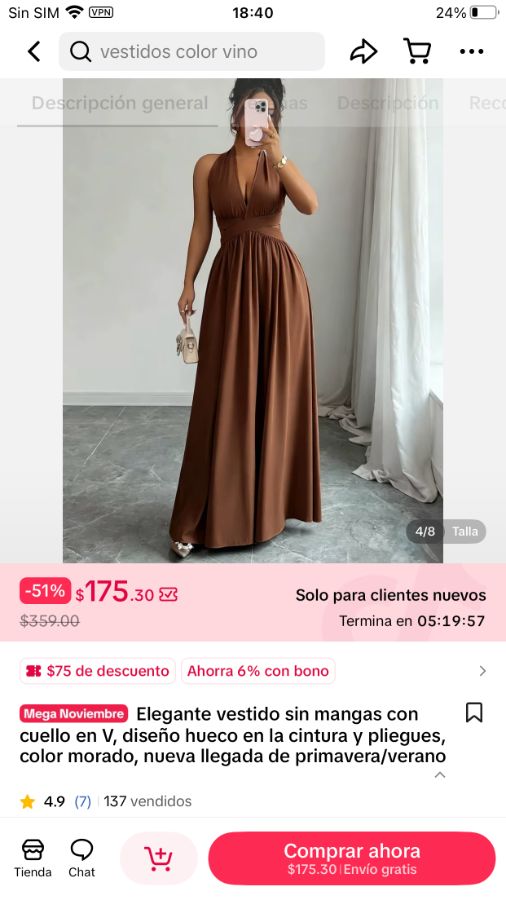 Sin SIM VPN 18:40 24%
vestidos color vino
Descripción general Descripción
4/8 Talla
-51% $175.30 Solo para clientes nuevos
$359.00 Termina en 05:19:57
$75 de descuento Ahorra 6% con bono
Mega Noviembre Elegante vestido sin mangas con
cuello en V, diseño hueco en la cintura y pliegues,
color morado, nueva llegada de primavera/verano
4.9 (7) 137 vendidos
Tienda Chat Comprar ahora
$175.30 Envío gratis